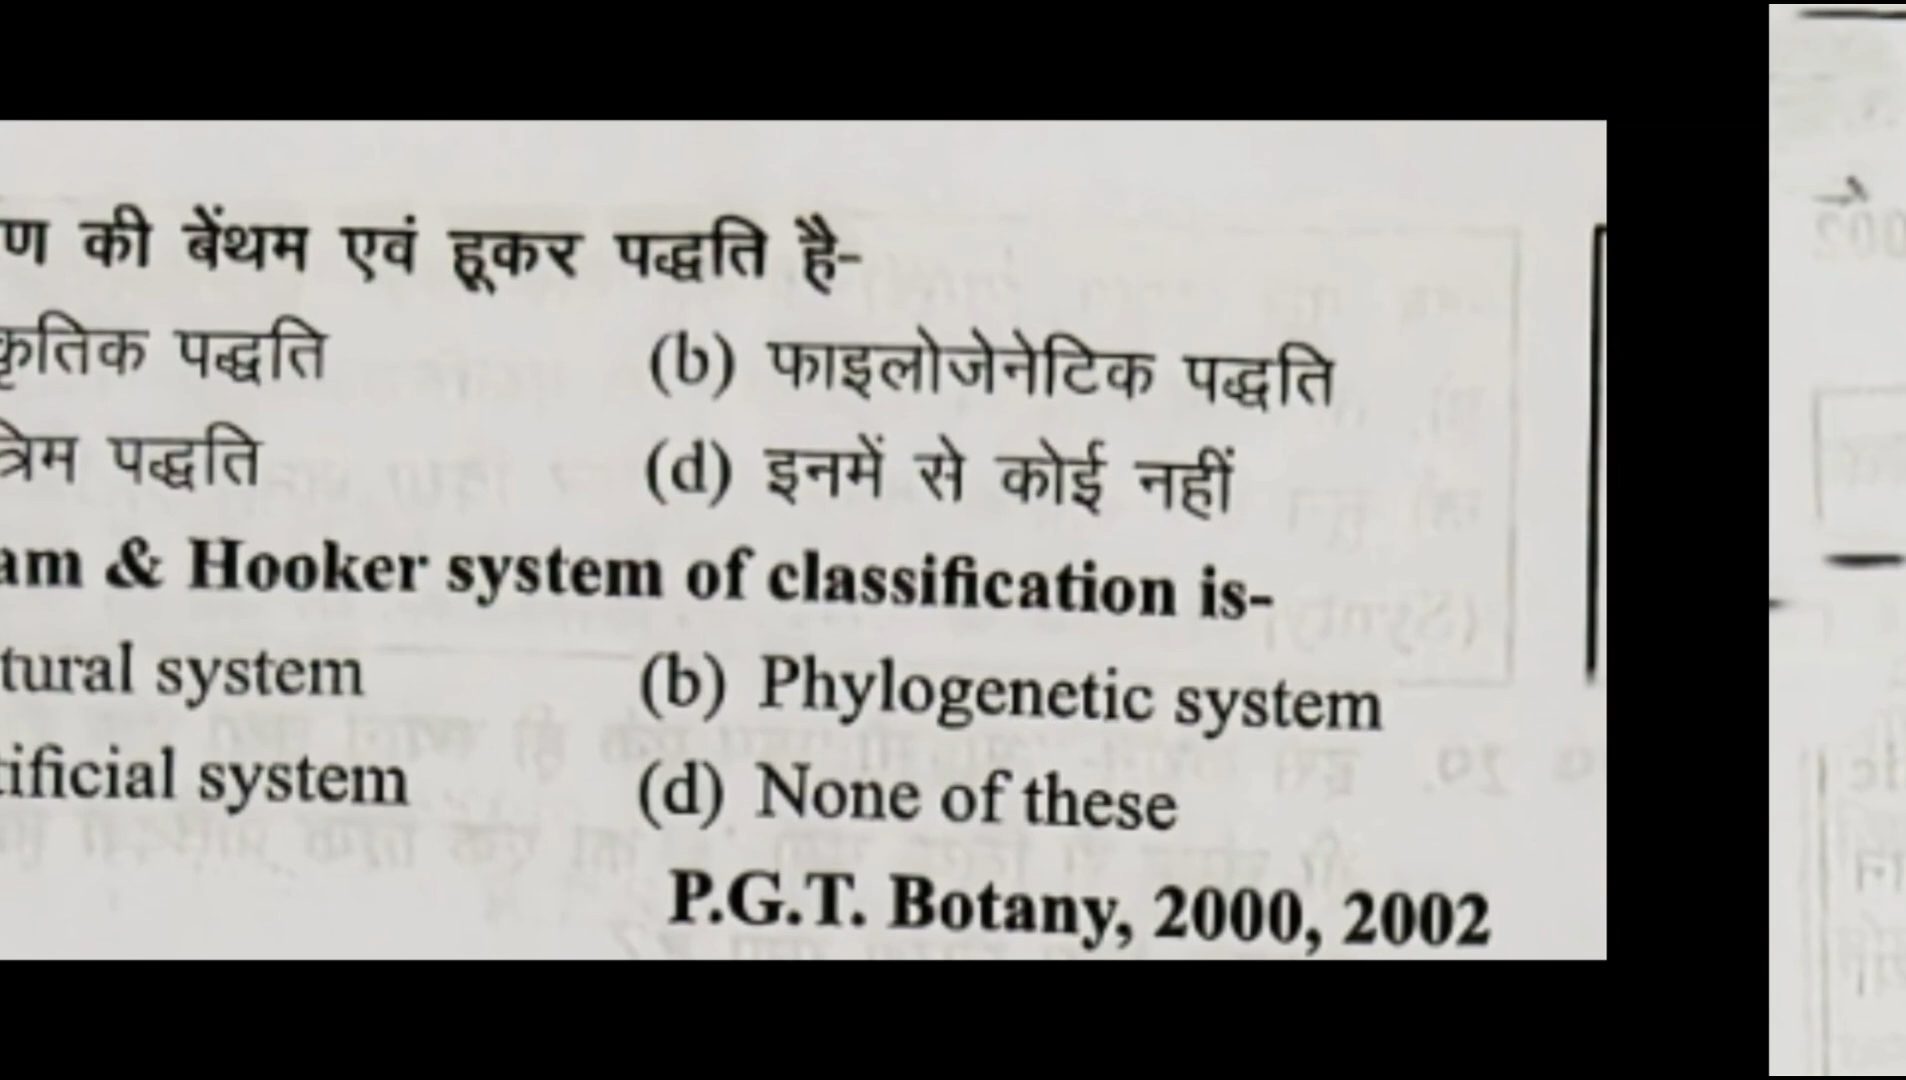 ण की बेंथम एवं हूकर पद्धति है-
कृतिक पद्धति (b) फाइलोजेनेटिक पद्धति
त्रिम पद्धति (d) इनमें से कोई नहीं
am & Hooker system of classification is-
tural system (b) Phylogenetic system
tificial system (d) None of these
P.G.T. Botany, 2000, 2002